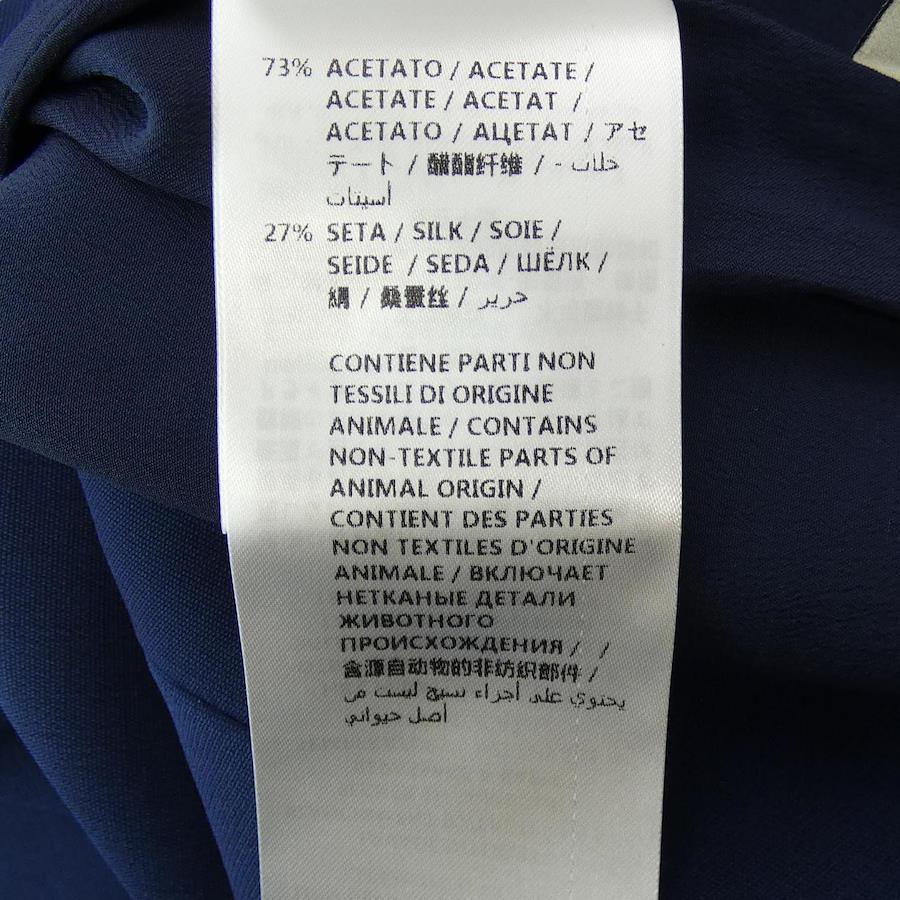 73% ACETATO / ACETATE /
ACETATE / ACETAT /
ACETATO / АЦЕТАТ / アセ
テート / 醋酯纤维 / - خلات
أسيتات
27% SETA / SILK / SOIE /
SEIDE / SEDA / ШЁЛК /
絹 / 桑蚕丝 / حرير
CONTIENE PARTI NON
TESSILI DI ORIGINE
ANIMALE / CONTAINS
NON-TEXTILE PARTS OF
ANIMAL ORIGIN /
CONTIENT DES PARTIES
NON TEXTILES D'ORIGINE
ANIMALE / ВКЛЮЧАЕТ
НЕТКАНЫЕ ДЕТАЛИ
ЖИВОТНОГО
ПРОИСХОЖДЕНИЯ / /
含源自动物的非纺织部件 /
يحتوي على أجزاء نسيج ليست من
أصل حيواني